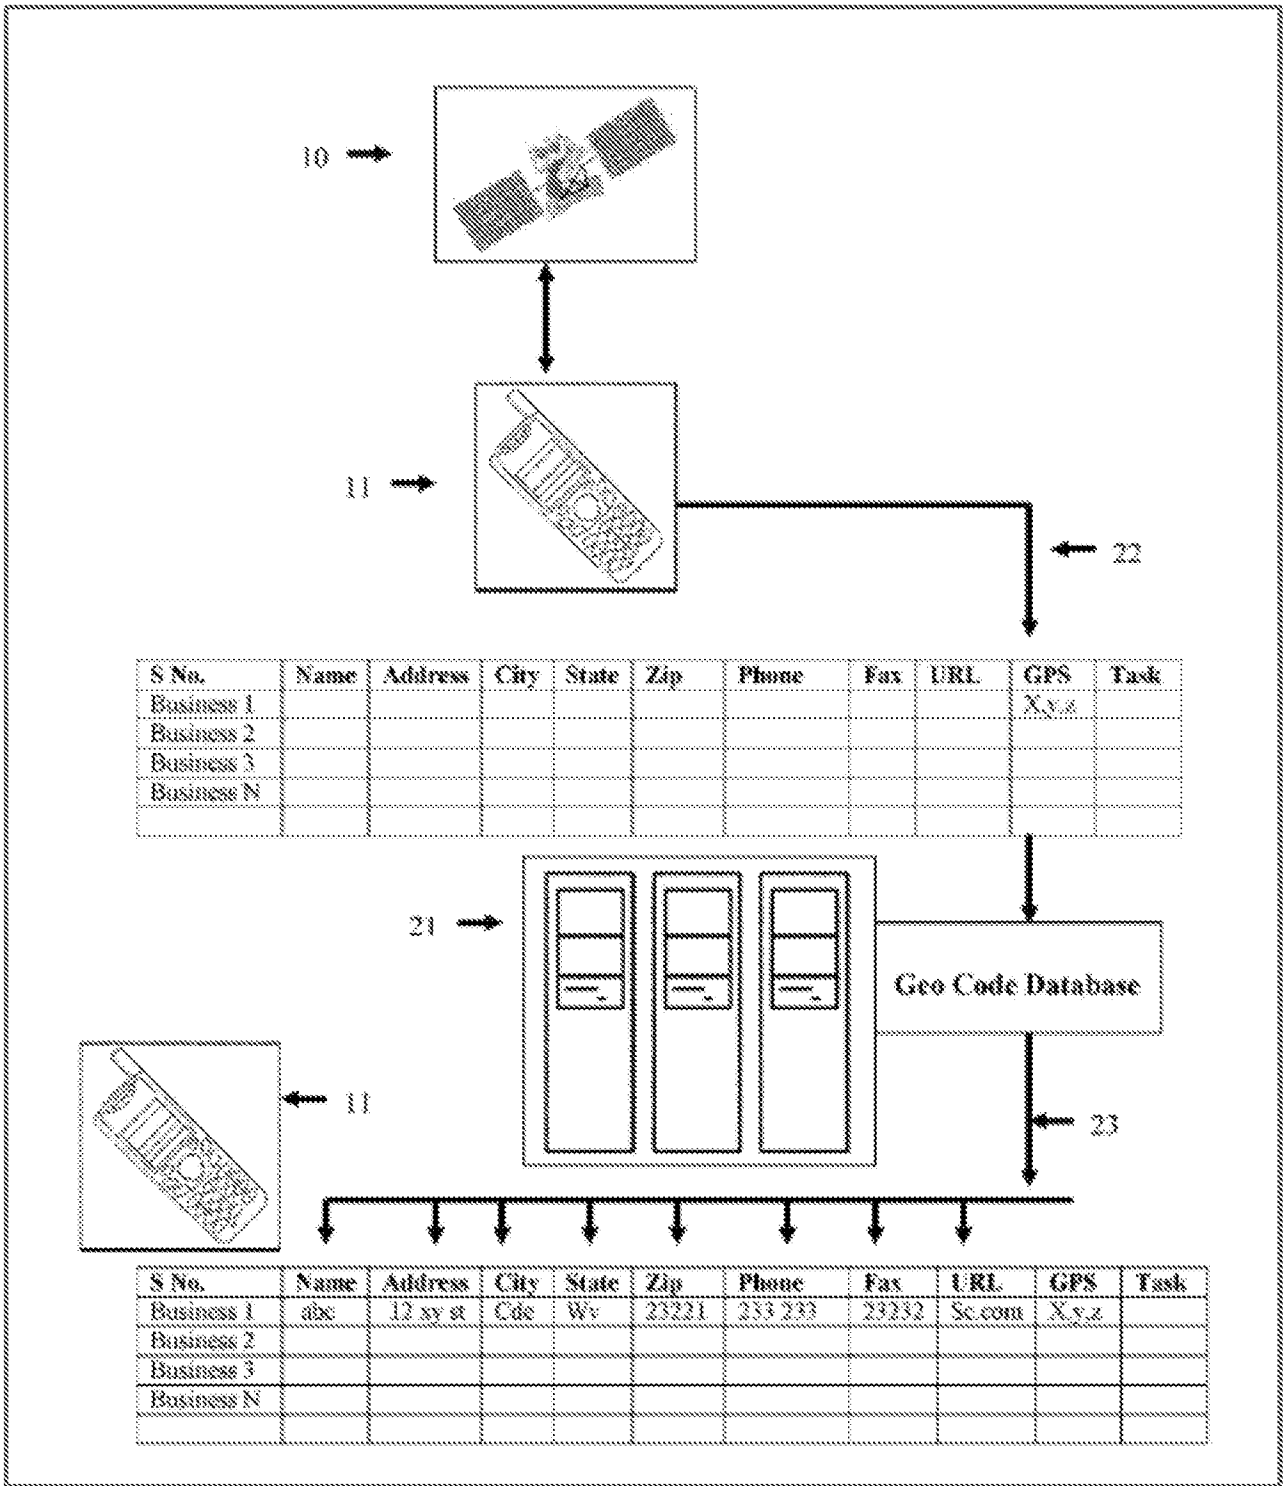 10
11
22
S No. Name Address City State Zip Phone Fax URL GPS Task
Business 1 X,y,z
Business 2
Business 3
Business N
21
Geo Code Database
11
23
S No. Name Address City State Zip Phone Fax URL GPS Task
Business 1 abc 12 xy st Cde Wv 23221 233 233 23232 Sc.com X,y,z
Business 2
Business 3
Business N